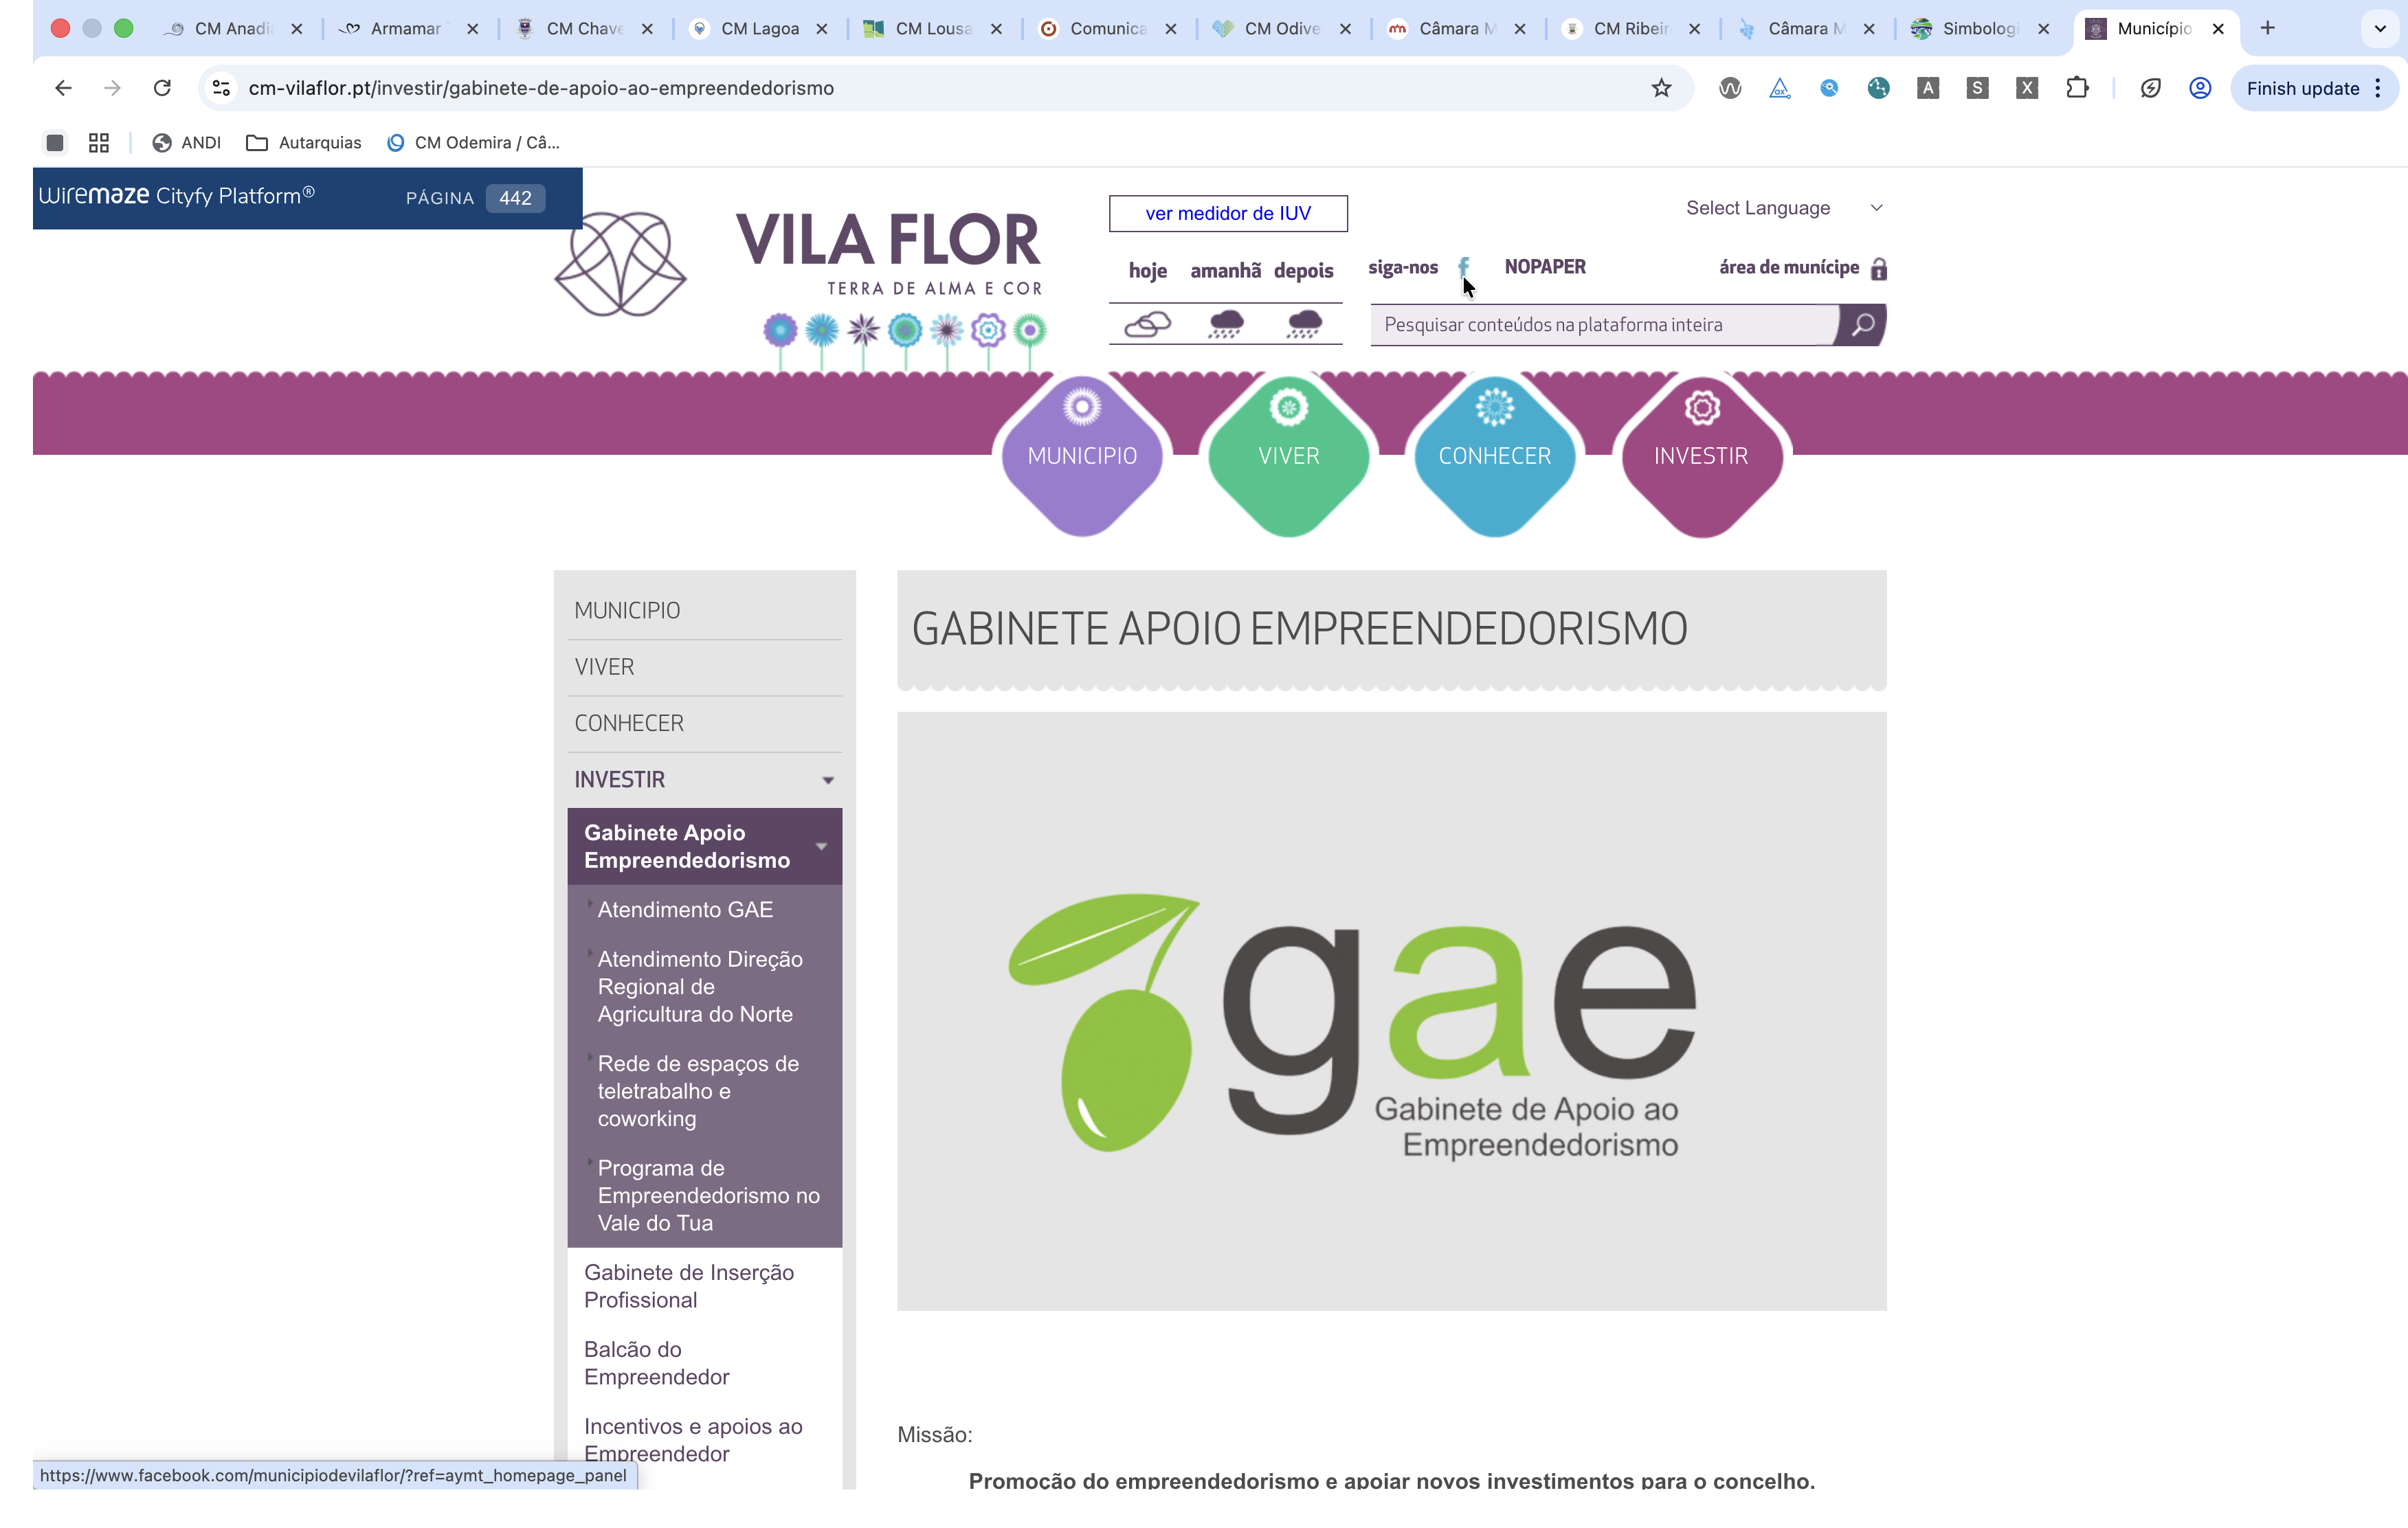 CM Anadi
Armamar
CM Chave
CM Lagoa
CM Lousa
Comunica
CM Odive
Câmara M
CM Ribeir
Câmara M
Simbologi
Município
cm-vilaflor.pt/investir/gabinete-de-apoio-ao-empreendedorismo
A
S
X
Finish update
ANDI
Autarquias
CM Odemira / Câ...
wiremaze Cityfy Platform®
PÁGINA 442
VILA FLOR
TERRA DE ALMA E COR
ver medidor de IUV
Select Language
hoje amanhã depois
siga-nos
NOPAPER
área de munícipe
Pesquisar conteúdos na plataforma inteira
MUNICIPIO
VIVER
CONHECER
INVESTIR
MUNICIPIO
VIVER
CONHECER
INVESTIR
Gabinete Apoio
Empreendedorismo
Atendimento GAE
Atendimento Direção
Regional de
Agricultura do Norte
Rede de espaços de
teletrabalho e
coworking
Programa de
Empreendedorismo no
Vale do Tua
Gabinete de Inserção
Profissional
Balcão do
Empreendedor
Incentivos e apoios ao
Empreendedor
GABINETE APOIO EMPREENDEDORISMO
gae
Gabinete de Apoio ao
Empreendedorismo
Missão:
Promoção do empreendedorismo e apoiar novos investimentos para o concelho.
https://www.facebook.com/municipiodevilaflor/?ref=aymt_homepage_panel